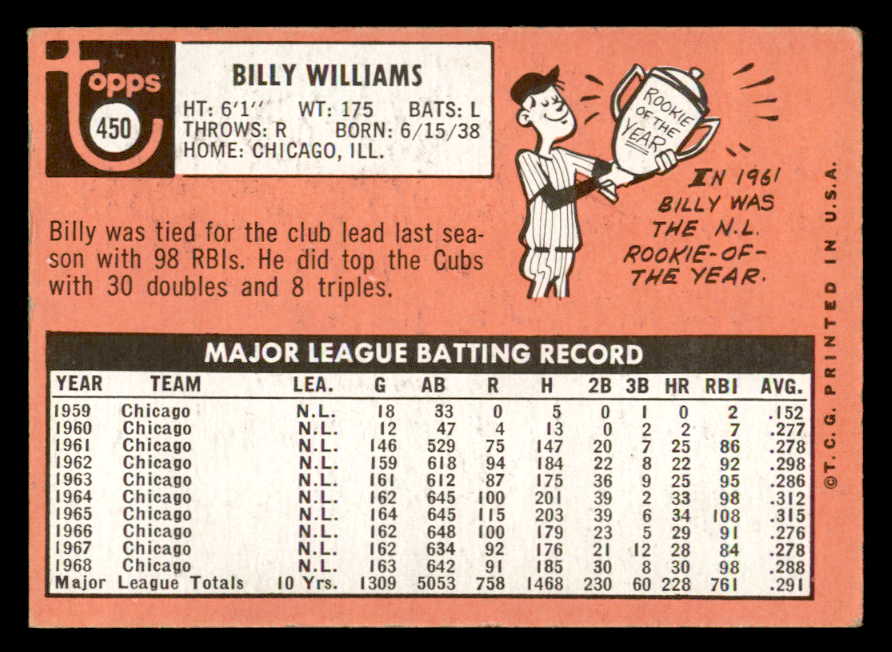 Topps
450
BILLY WILLIAMS
HT: 6'1" WT: 175 BATS: L
THROWS: R BORN: 6/15/38
HOME: CHICAGO, ILL.
ROOKIE
OF THE
YEAR
IN 1961
BILLY WAS
THE N.L.
ROOKIE-OF-
THE YEAR.
Billy was tied for the club lead last sea-
son with 98 RBIs. He did top the Cubs
with 30 doubles and 8 triples.
MAJOR LEAGUE BATTING RECORD
YEAR TEAM LEA. G AB R H 2B 3B HR RBI AVG.
1959 Chicago N.L. 18 33 0 5 0 1 0 2 .152
1960 Chicago N.L. 12 47 4 13 0 2 2 7 .277
1961 Chicago N.L. 146 529 75 147 20 7 25 86 .278
1962 Chicago N.L. 159 618 94 184 22 8 22 92 .298
1963 Chicago N.L. 161 612 87 175 36 9 25 95 .286
1964 Chicago N.L. 162 645 100 201 39 2 33 98 .312
1965 Chicago N.L. 164 645 115 203 39 6 34 108 .315
1966 Chicago N.L. 162 648 100 179 23 5 29 91 .276
1967 Chicago N.L. 162 634 92 176 21 12 28 84 .278
1968 Chicago N.L. 163 642 91 185 30 8 30 98 .288
Major League Totals 10 Yrs. 1309 5053 758 1468 230 60 228 761 .291
©T.C.G. PRINTED IN U.S.A.